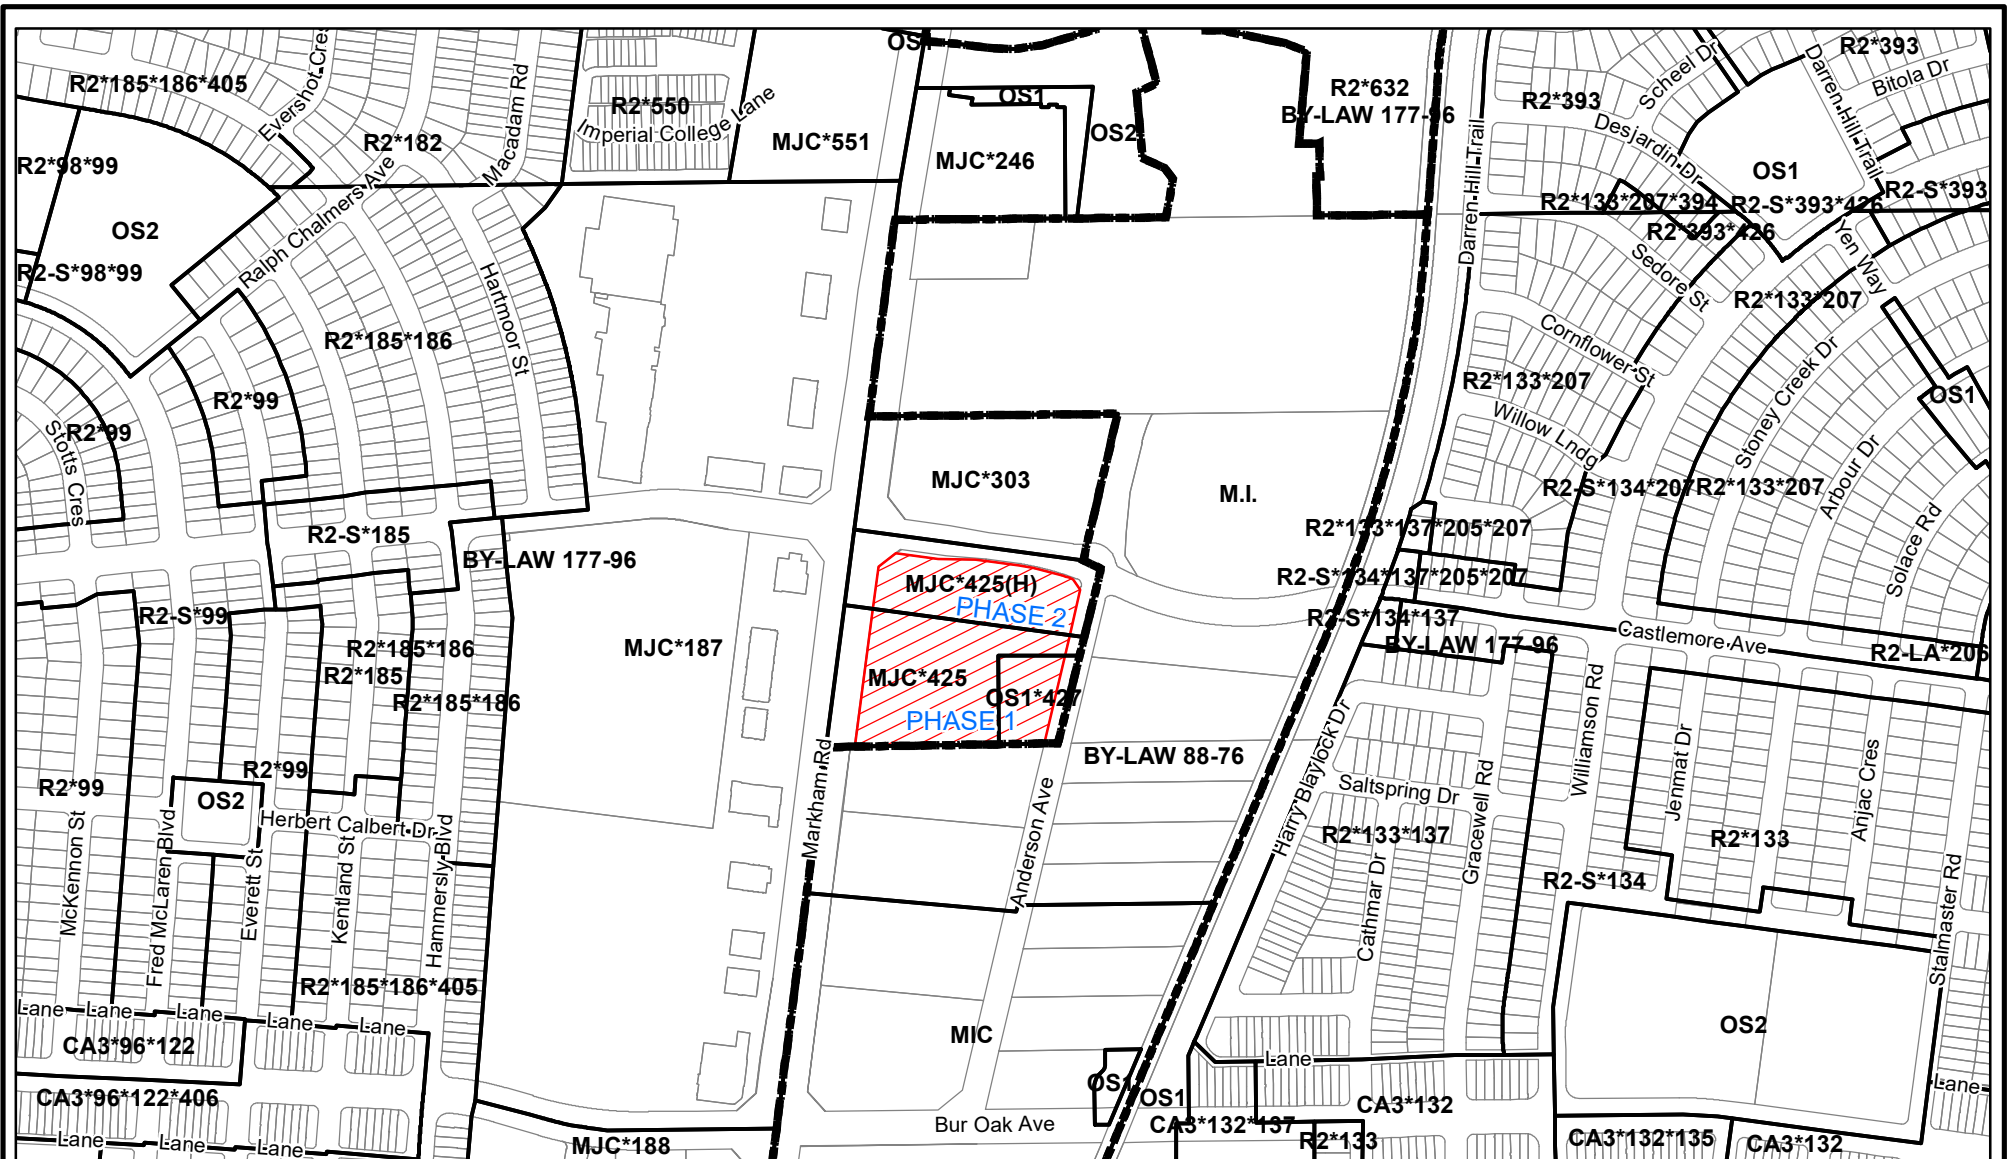 OS1
R2*393
Scheel Dr
Darren Hill Trail
Bitola Dr
R2*185*186*405
Evershot Cres
Macadam Rd
R2*550
Imperial College Lane
MJC*551
OS1
MJC*246
OS2
R2*632
BY-LAW 177-96
R2*393
Desjardin Dr
OS1
R2*182
R2*98*99
OS2
R2-S*98*99
Ralph Chalmers Ave
Hartmoor St
Darren Hill Trail
R2*133*207*394
R2-S*393*426
R2-S*393
R2*393*426
Yen Way
Sedore St
R2*133*207
Cornflower St
R2*185*186
R2*99
R2*99
Stotts Cres
R2*133*207
Willow Lndg
Stoney Creek Dr
Arbour Dr
OS1
MJC*303
M.I.
R2-S*134*207
R2*133*207
Solace Rd
R2-S*185
BY-LAW 177-96
R2*133*137*205*207
R2-S*134*137*205*207
MJC*425(H)
PHASE 2
R2-S*134*137
BY-LAW 177-96
Castlemore Ave
R2-LA*206
R2-S*99
R2*185*186
R2*185
R2*185*186
MJC*187
MJC*425
OS1*427
PHASE 1
Markham Rd
BY-LAW 88-76
Harry Blaylock Dr
Williamson Rd
Jenmat Dr
Anjac Cres
R2*99
R2*99
OS2
Herbert Calbert Dr
McKennon St
Fred McLaren Blvd
Everett St
Kentland St
Hammersly Blvd
Anderson Ave
Saltspring Dr
R2*133*137
Cathmar Dr
Gracewell Rd
R2*133
R2-S*134
Stalmaster Rd
R2*185*186*405
Lane
Lane
Lane
Lane
Lane
CA3*96*122
CA3*96*122*406
Lane
Lane
Lane
MIC
OS2
Lane
OS1
OS1
Lane
Bur Oak Ave
CA3*132*137
CA3*132
R2*133
CA3*132*135
CA3*132
MJC*188